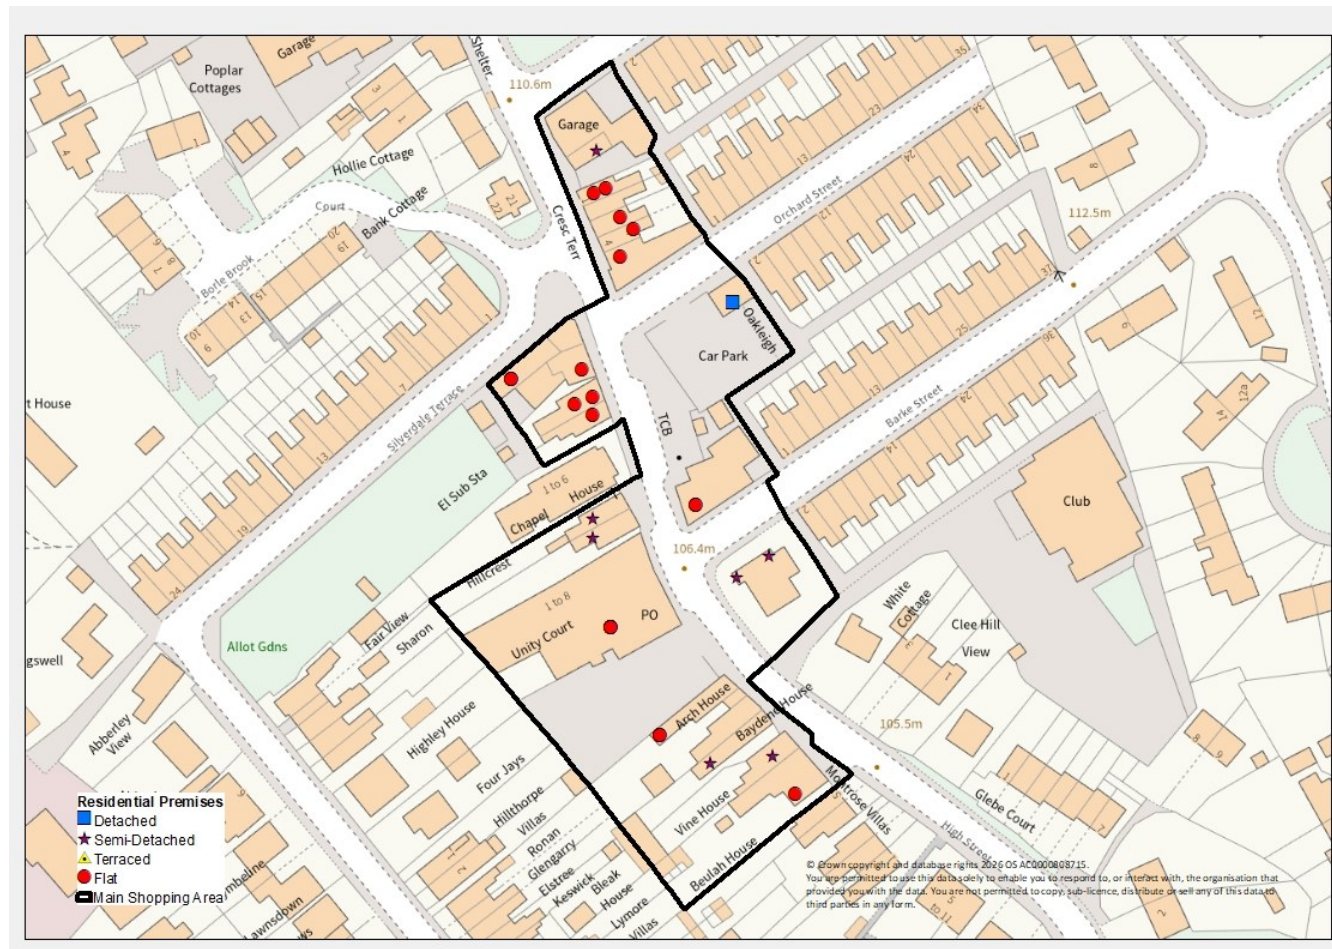 Shelter
Garage
Poplar
Cottages
110.6m
Garage
Hollie Cottage
Court
Bank Cottage
Borle Brook
Cresc Terr
Orchard Street
112.5m
Oakleigh
Car Park
Silverdale Terrace
TCB
Barke Street
t House
El Sub Sta
1 to 6
Chapel House
Club
106.4m
Hillcrest
1 to 8
Unity Court
PO
White
Cottage
Clee Hill
View
Allot Gdns
Fair View
Sharon
gswell
Abberley
View
Highley House
Four Jays
Hillthorpe
Villas
Ronan
Glengarry
Elstree
Keswick
Bleak
House
Lymore
Villas
Arch House
Baydene House
105.5m
Vine House
Beulah House
Montrose Villas
Glebe Court
High Street
Lawnsdown
Residential Premises
Detached
Semi-Detached
Terraced
Flat
Main Shopping Area
© Crown copyright and database rights 2026 OS AC0000808715.
You are permitted to use this data solely to enable you to respond to, or interact with, the organisation that
provided you with the data. You are not permitted to copy, sub-licence, distribute or sell any of this data to
third parties in any form.